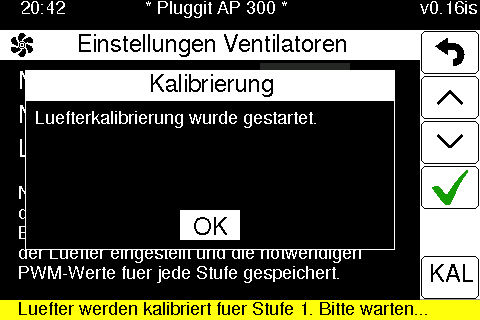 20:42 * Pluggit AP 300 * v0.16is
Einstellungen Ventilatoren
Kalibrierung
Luefterkalibrierung wurde gestartet.
OK
der Luefter eingestellt und die notwendigen
PWM-Werte fuer jede Stufe gespeichert.
KAL
Luefter werden kalibriert fuer Stufe 1. Bitte warten...